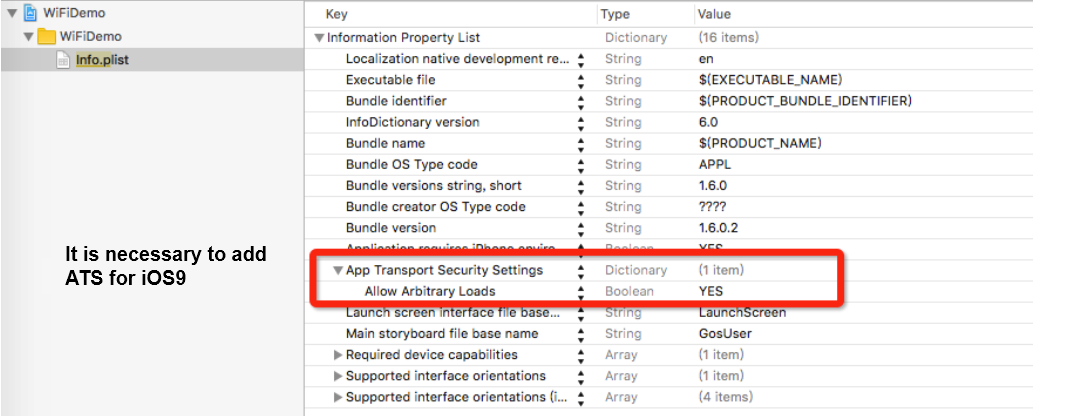 WiFiDemo
WiFiDemo
Info.plist
It is necessary to add
ATS for iOS9
Key Type Value
Information Property List Dictionary (16 items)
Localization native development re... String en
Executable file String $(EXECUTABLE_NAME)
Bundle identifier String $(PRODUCT_BUNDLE_IDENTIFIER)
InfoDictionary version String 6.0
Bundle name String $(PRODUCT_NAME)
Bundle OS Type code String APPL
Bundle versions string, short String 1.6.0
Bundle creator OS Type code String ????
Bundle version String 1.6.0.2
Application requires iPhone enviro... Boolean YES
App Transport Security Settings Dictionary (1 item)
Allow Arbitrary Loads Boolean YES
Launch screen interface file base... String LaunchScreen
Main storyboard file base name String GosUser
Required device capabilities Array (1 item)
Supported interface orientations Array (1 item)
Supported interface orientations (i... Array (4 items)